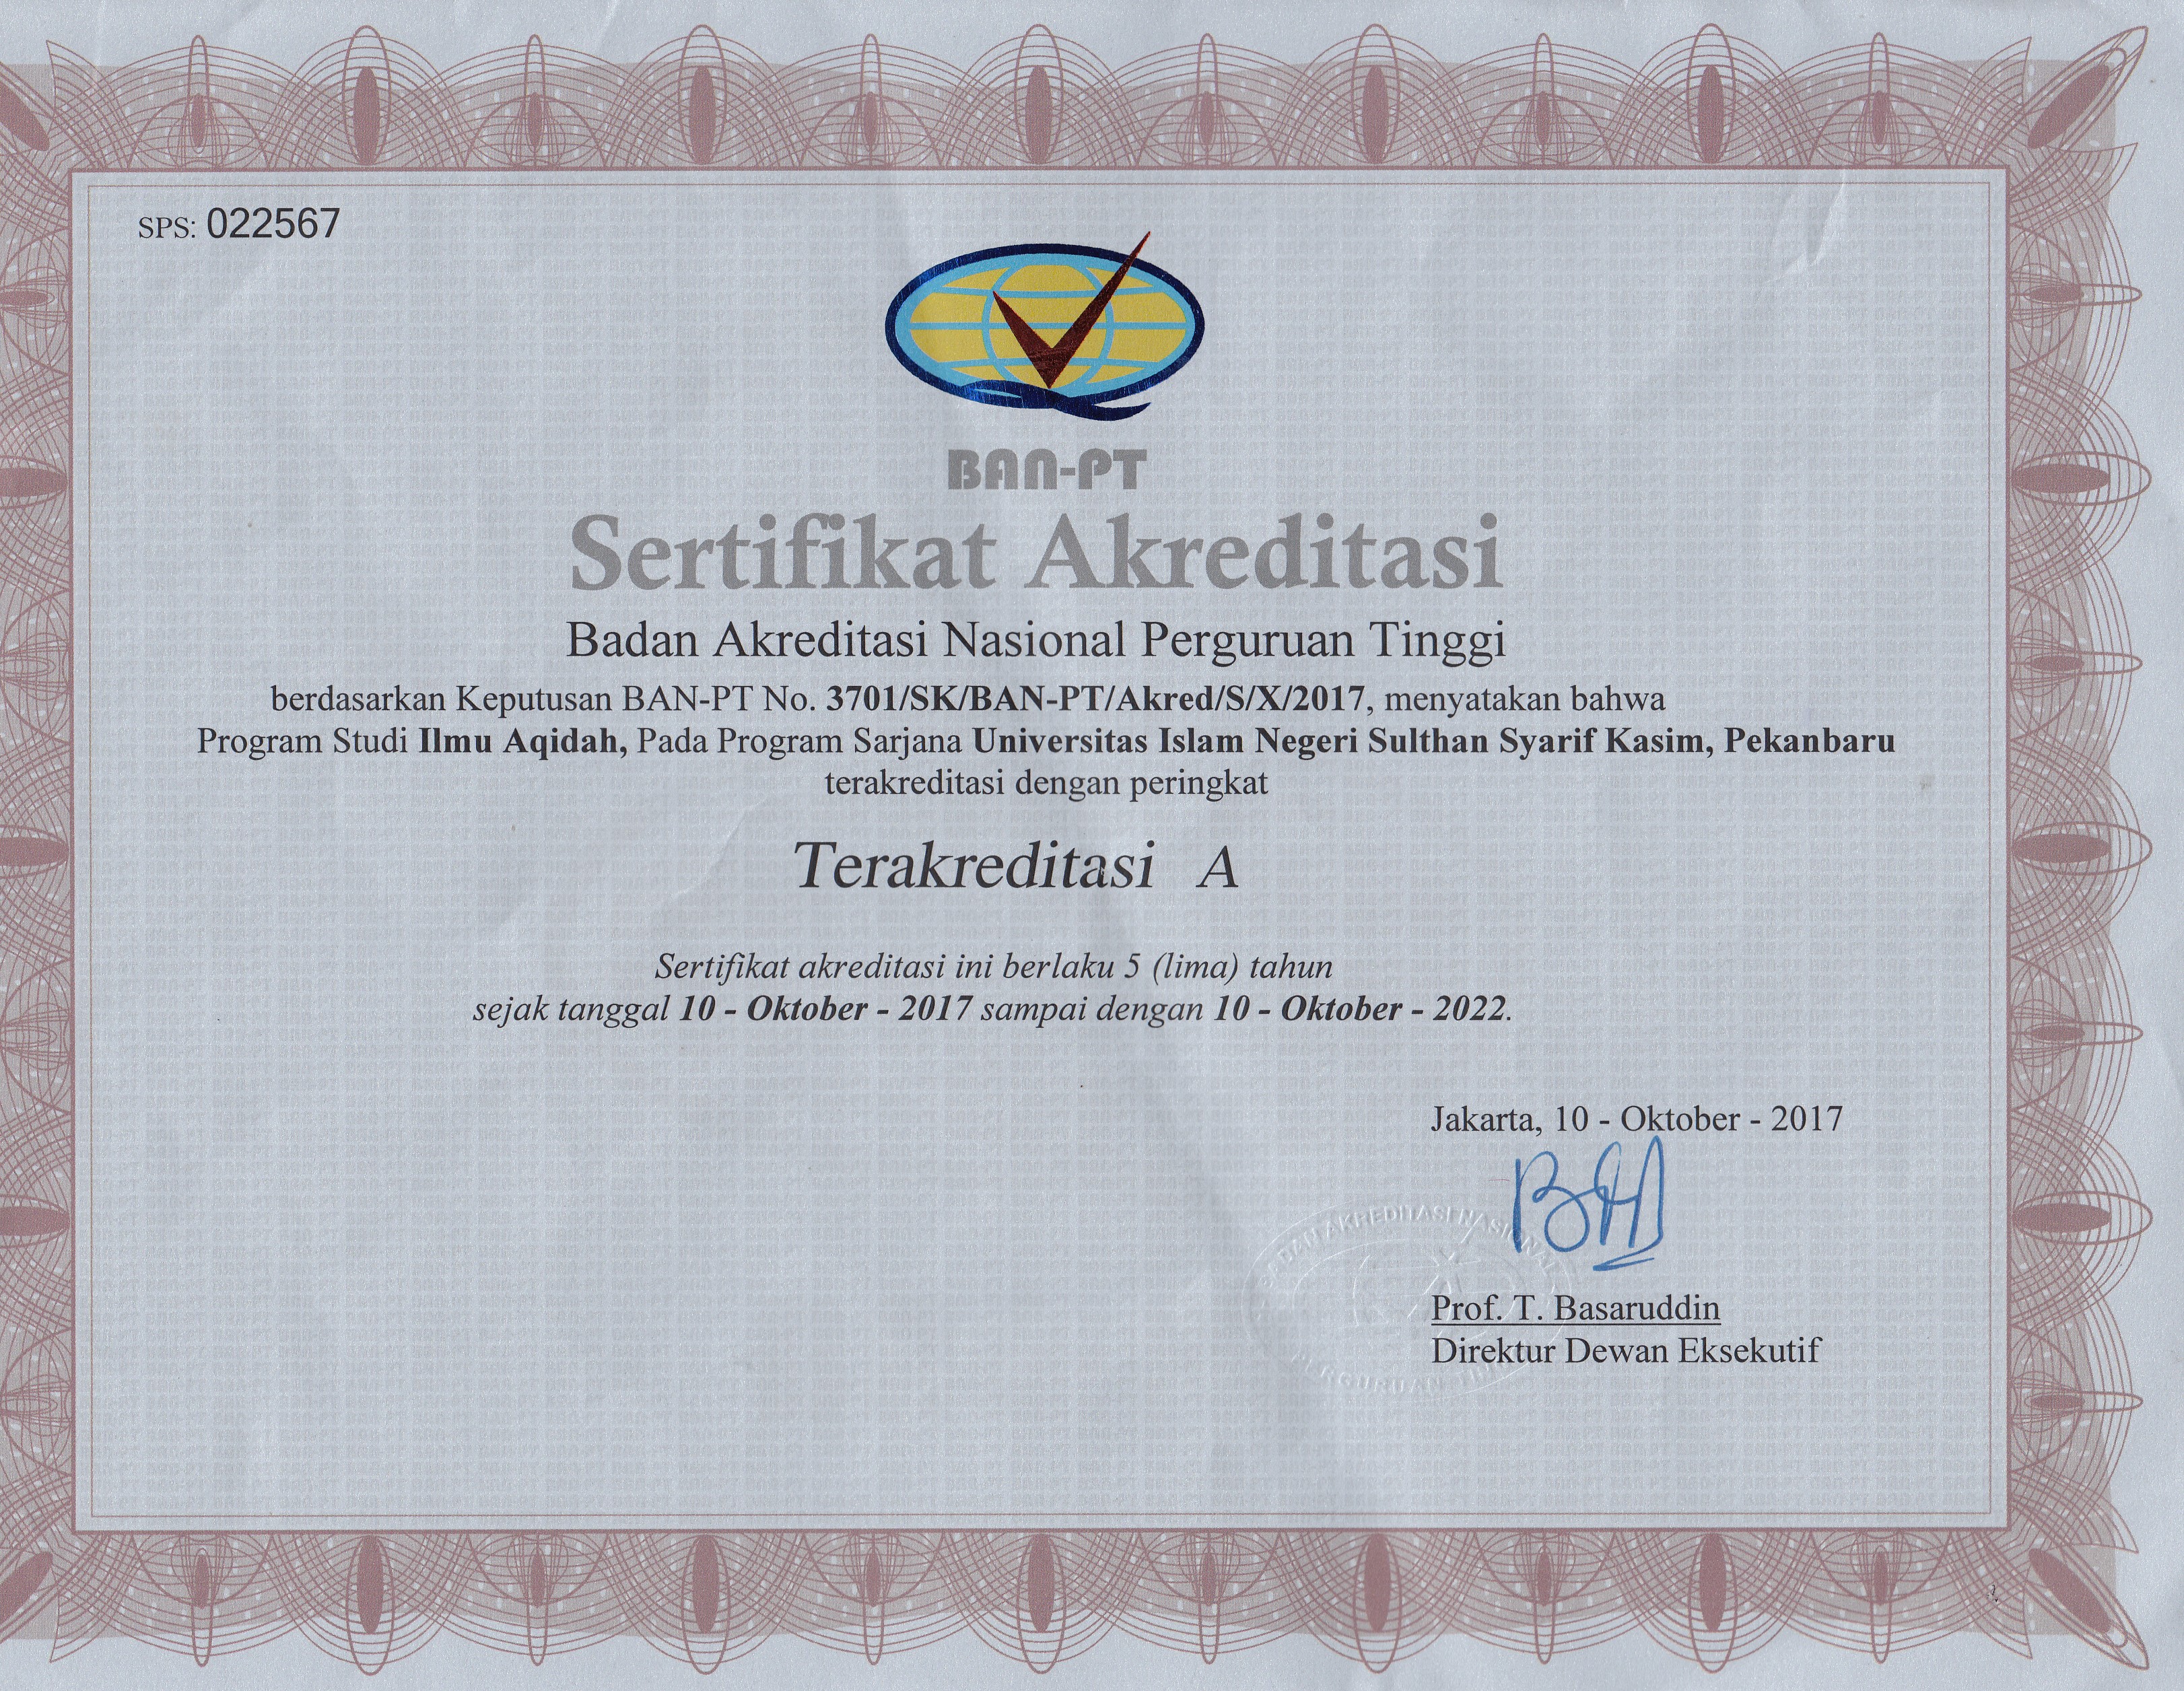 SPS: 022567
BAN-PT
Sertifikat Akreditasi
Badan Akreditasi Nasional Perguruan Tinggi
berdasarkan Keputusan BAN-PT No. 3701/SK/BAN-PT/Akred/S/X/2017, menyatakan bahwa
Program Studi Ilmu Aqidah, Pada Program Sarjana Universitas Islam Negeri Sulthan Syarif Kasim, Pekanbaru
terakreditasi dengan peringkat
Terakreditasi A
Sertifikat akreditasi ini berlaku 5 (lima) tahun
sejak tanggal 10 - Oktober - 2017 sampai dengan 10 - Oktober - 2022.
Jakarta, 10 - Oktober - 2017
BADAN AKREDITASI NASIONAL
Prof. T. Basaruddin
Direktur Dewan Eksekutif
PERGURUAN